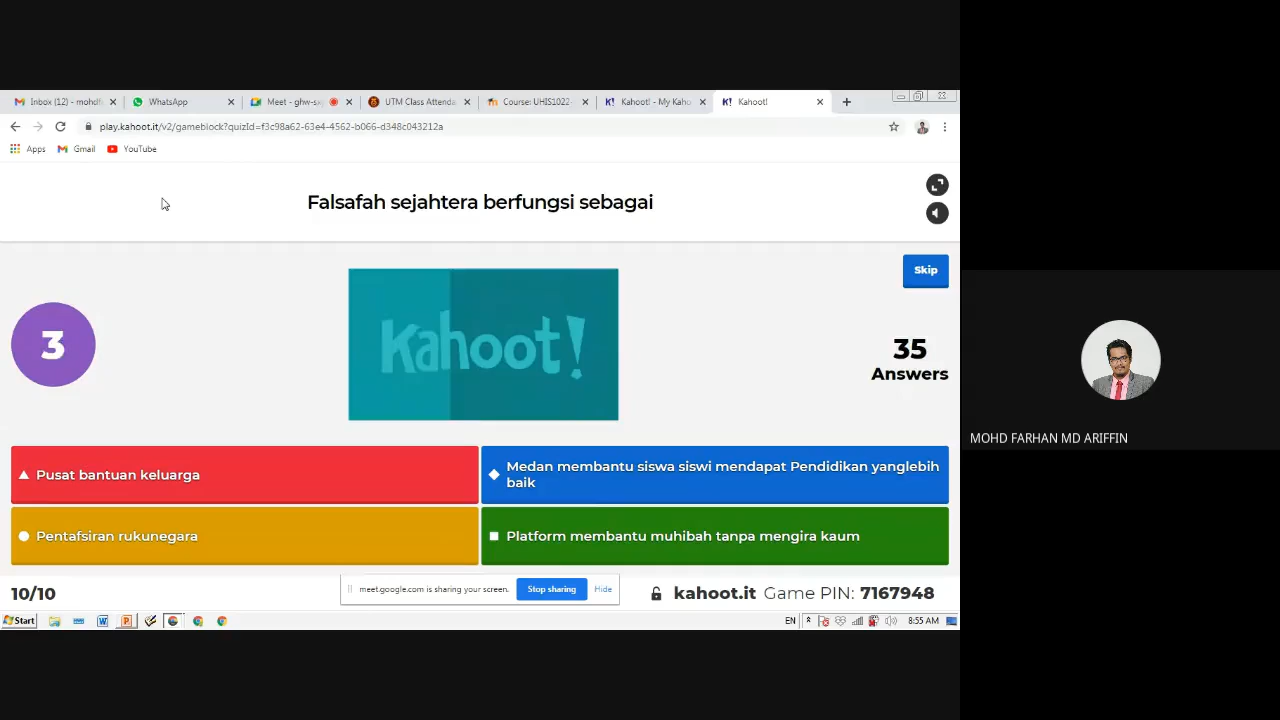 Inbox (12) - mohdf
WhatsApp
Meet - ghw-sx
UTM Class Attenda
Course: UHIS1022
Kahoot! - My Kaho
Kahoot!
play.kahoot.it/v2/gameblock?quizId=f3c98a62-63e4-4562-b066-d348c043212a
Apps
Gmail
YouTube
Falsafah sejahtera berfungsi sebagai
Skip
3
Kahoot!
35
Answers
Pusat bantuan keluarga
Medan membantu siswa siswi mendapat Pendidikan yanglebih
baik
Pentafsiran rukunegara
Platform membantu muhibah tanpa mengira kaum
MOHD FARHAN MD ARIFFIN
10/10
meet.google.com is sharing your screen.
Stop sharing
Hide
kahoot.it Game PIN: 7167948
Start
EN
8:55 AM